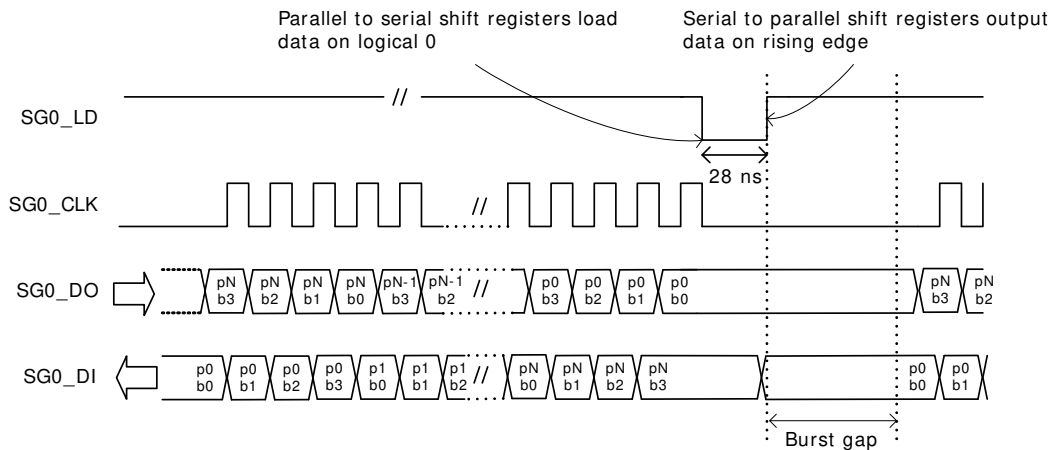 Parallel to serial shift registers load
data on logical 0
Serial to parallel shift registers output
data on rising edge
//
SG0_LD
28 ns
SG0_CLK
//
SG0_DO
pN pN pN pN pN-1 pN-1 // p0 p0 p0 p0 pN pN
b3 b2 b1 b0 b3 b2 b3 b2 b1 b0 b3 b2
SG0_DI
p0 p0 p0 p0 p1 p1 p1 // pN pN pN pN p0 p0
b0 b1 b2 b3 b0 b1 b2 b0 b1 b2 b3 b0 b1
Burst gap